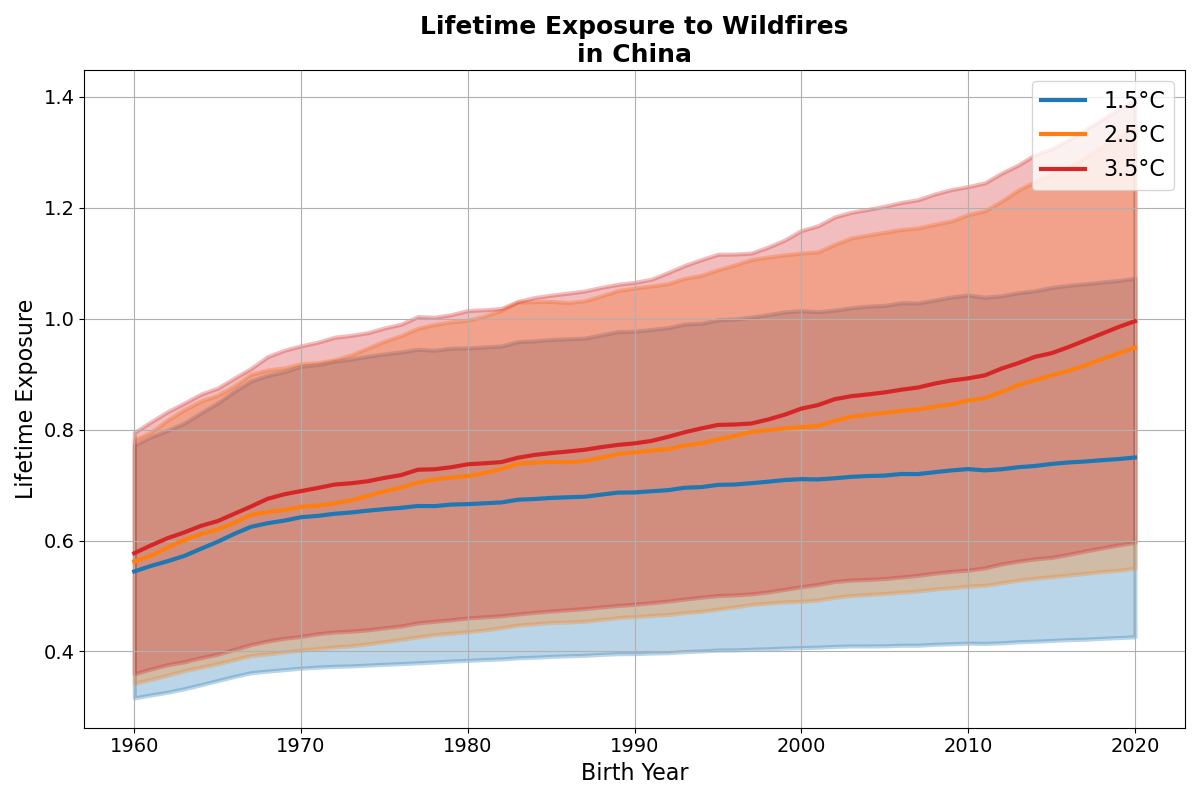 Lifetime Exposure to Wildfires
in China
1.4
1.2
1.0
0.8
0.6
0.4
Lifetime Exposure
1.5°C
2.5°C
3.5°C
1960 1970 1980 1990 2000 2010 2020
Birth Year